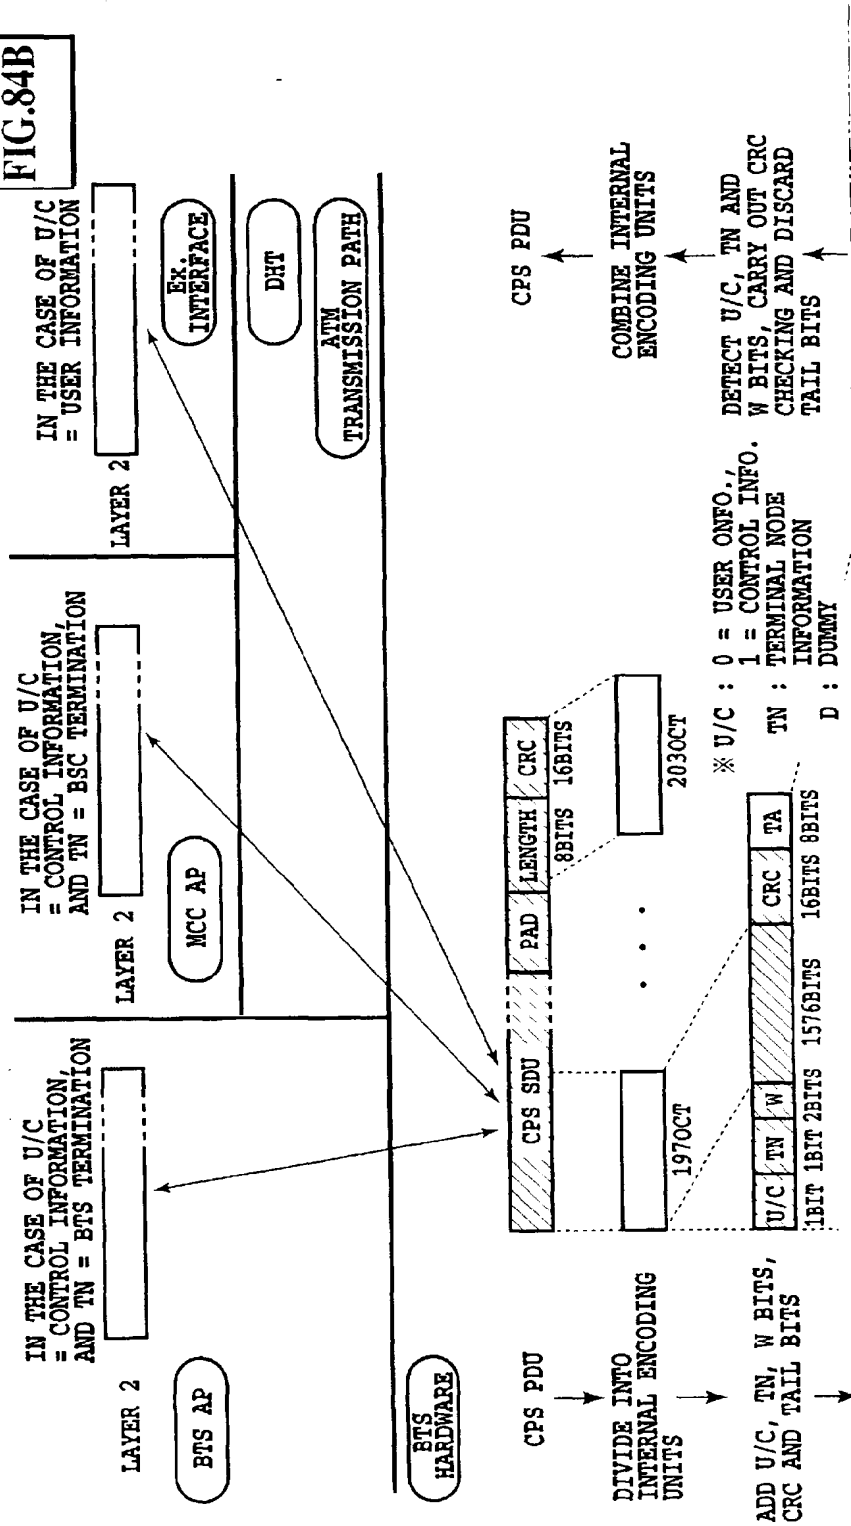 FIG.84B
IN THE CASE OF U/C
= CONTROL INFORMATION,
AND TN = BTS TERMINATION
LAYER 2
BTS AP
IN THE CASE OF U/C
= CONTROL INFORMATION,
AND TN = BSC TERMINATION
LAYER 2
MCC AP
IN THE CASE OF U/C
= USER INFORMATION
LAYER 2
EX.
INTERFACE
DHT
ATM
TRANSMISSION PATH
BTS
HARDWARE
CPS PDU
DIVIDE INTO
INTERNAL ENCODING
UNITS
ADD U/C, TN, W BITS,
CRC AND TAIL BITS
CPS SDU
PAD
LENGTH
CRC
8BITS
16BITS
197OCT
203OCT
U/C
TN
W
CRC
TA
1BIT
1BIT
2BITS
1576BITS
16BITS
8BITS
CPS PDU
COMBINE INTERNAL
ENCODING UNITS
DETECT U/C, TN AND
W BITS, CARRY OUT CRC
CHECKING AND DISCARD
TAIL BITS
※ U/C : 0 = USER ONFO.,
1 = CONTROL INFO.
TN : TERMINAL NODE
INFORMATION
D : DUMMY